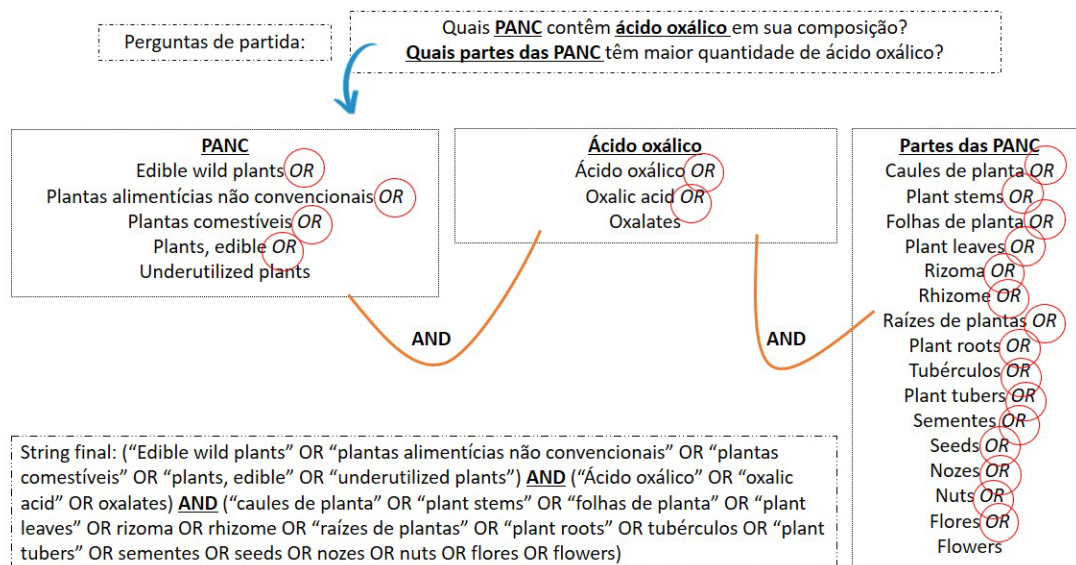 Perguntas de partida:
Quais PANC contêm ácido oxálico em sua composição?
Quais partes das PANC têm maior quantidade de ácido oxálico?
PANC
Edible wild plants OR
Plantas alimentícias não convencionais OR
Plantas comestíveis OR
Plants, edible OR
Underutilized plants
Ácido oxálico
Ácido oxálico OR
Oxalic acid OR
Oxalates
Partes das PANC
Caules de planta OR
Plant stems OR
Folhas de planta OR
Plant leaves OR
Rizoma OR
Rhizome OR
Raízes de plantas OR
Plant roots OR
Tubérculos OR
Plant tubers OR
Sementes OR
Seeds OR
Nozes OR
Nuts OR
Flores OR
Flowers
AND
AND
String final: (“Edible wild plants” OR “plantas alimentícias não convencionais” OR “plantas
comestíveis” OR “plants, edible” OR “underutilized plants”) AND (“Ácido oxálico” OR “oxalic
acid” OR oxalates) AND (“caules de planta” OR “plant stems” OR “folhas de planta” OR “plant
leaves” OR rizoma OR rhizome OR “raízes de plantas” OR “plant roots” OR tubérculos OR “plant
tubers” OR sementes OR seeds OR nozes OR nuts OR flores OR flowers)